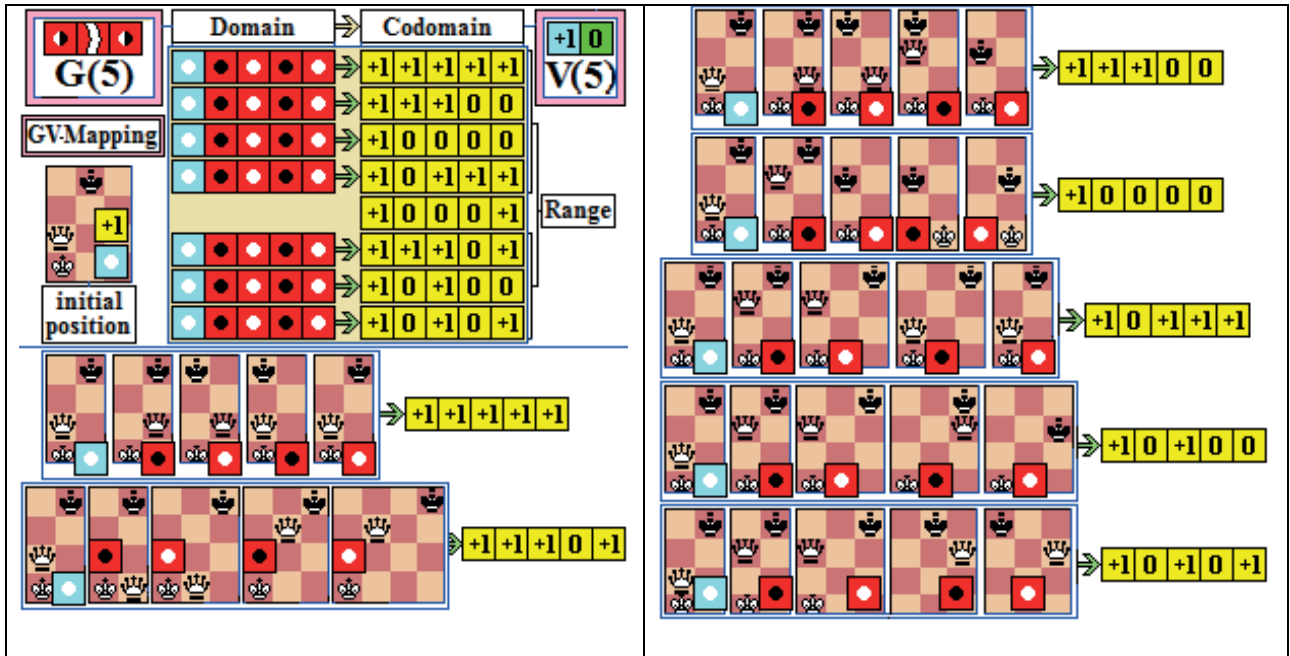 Domain
Codomain
G(5)
+1 0
V(5)
+1 +1 +1 +1 +1
+1 +1 +1 0 0
+1 0 0 0 0
+1 0 +1 +1 +1
+1 0 0 0 +1
+1 +1 +1 0 +1
+1 0 +1 0 0
+1 0 +1 0 +1
Range
GV-Mapping
+1
initial
position
+1 +1 +1 +1 +1
+1 +1 +1 0 +1
+1 +1 +1 0 0
+1 0 0 0 0
+1 0 +1 +1 +1
+1 0 +1 0 0
+1 0 +1 0 +1